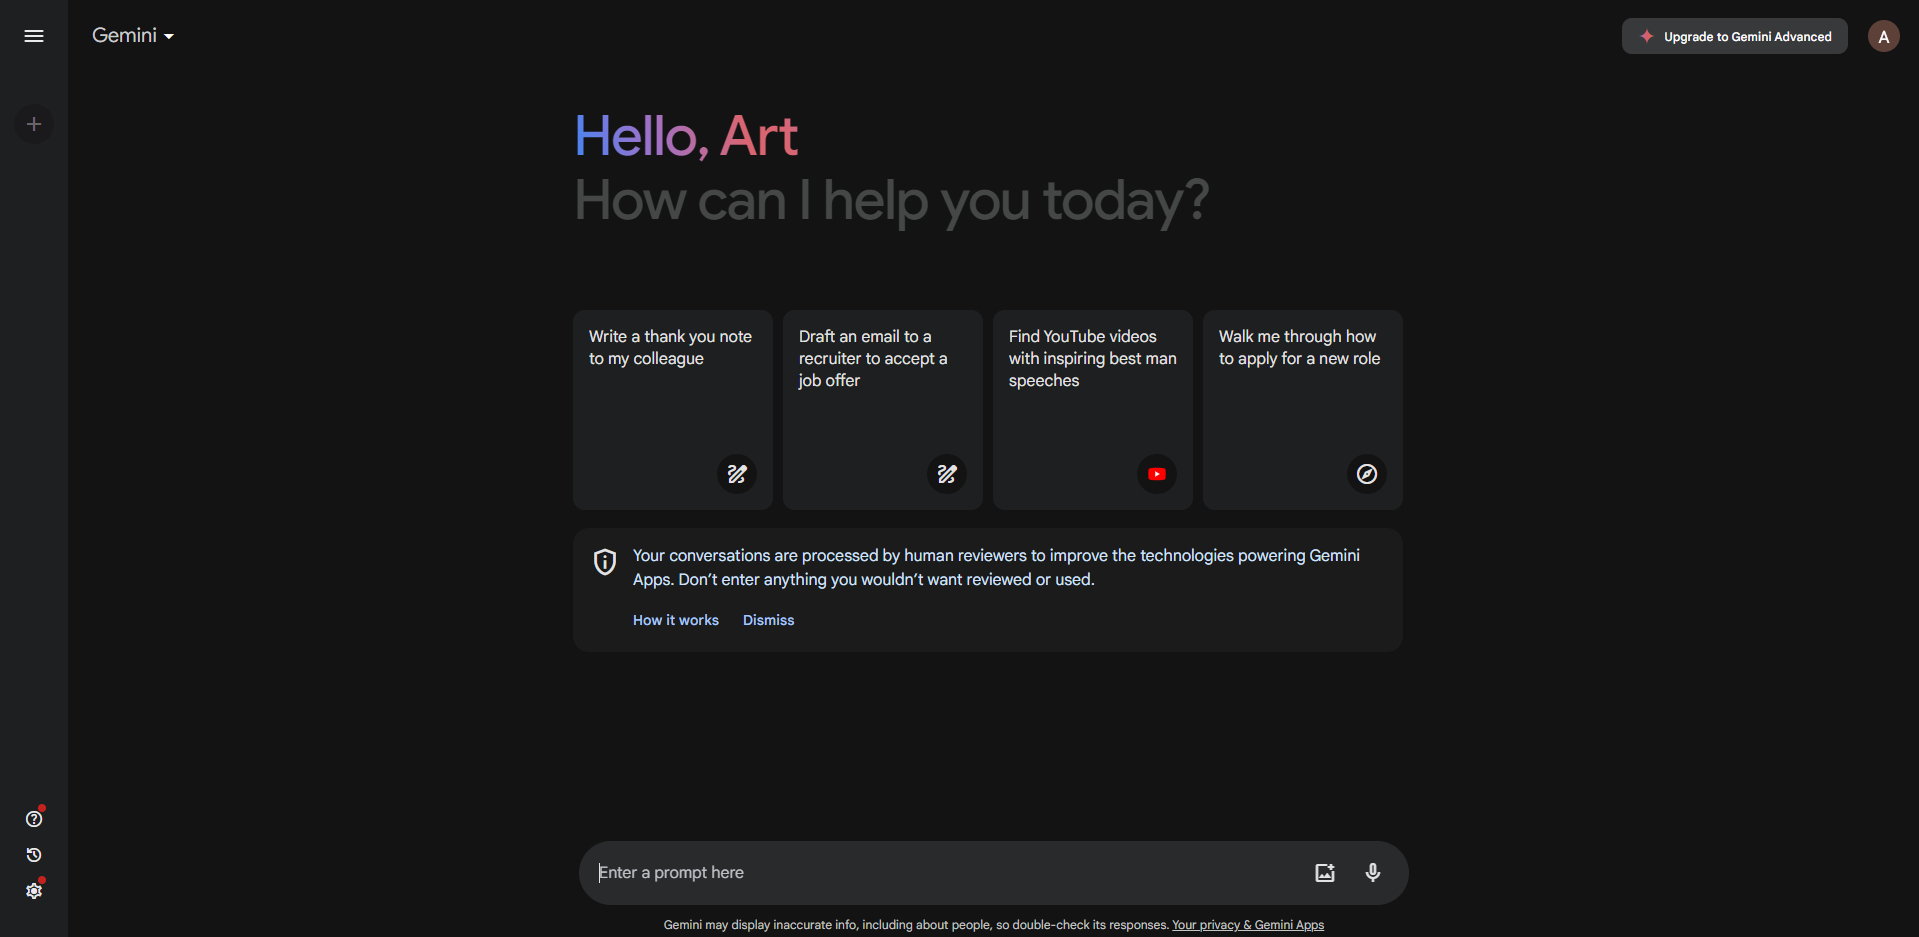 Gemini
Upgrade to Gemini Advanced
A
Hello, Art
How can I help you today?
Write a thank you note
to my colleague
Draft an email to a
recruiter to accept a
job offer
Find YouTube videos
with inspiring best man
speeches
Walk me through how
to apply for a new role
Your conversations are processed by human reviewers to improve the technologies powering Gemini
Apps. Don’t enter anything you wouldn’t want reviewed or used.
How it works Dismiss
Enter a prompt here
Gemini may display inaccurate info, including about people, so double-check its responses. Your privacy & Gemini Apps